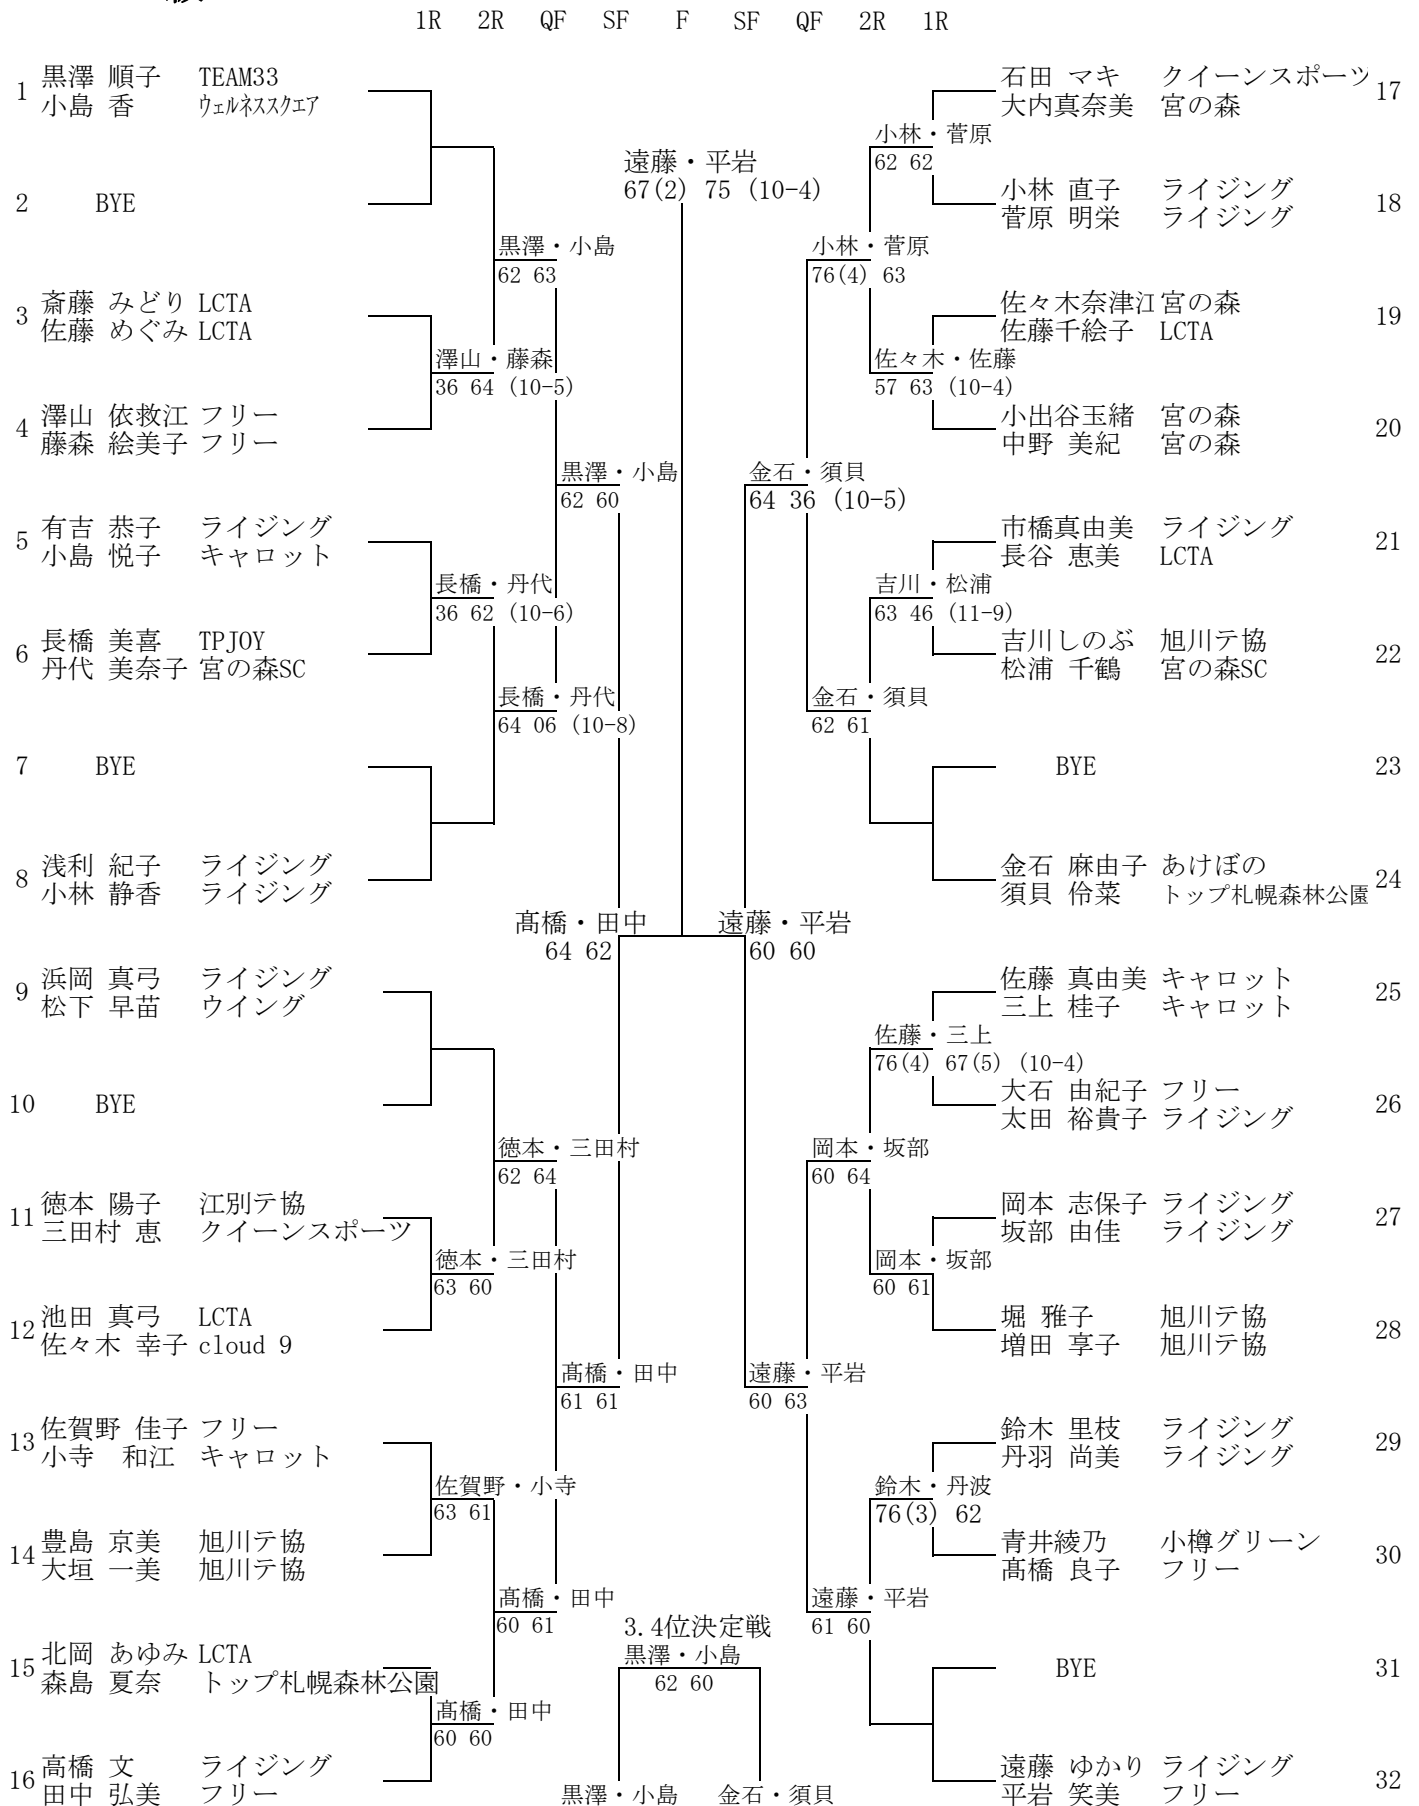 1R 2R QF SF F SF QF 2R 1R
1 黒澤 順子 TEAM33
小島 香 ウェルネススクエア
2 BYE
3 斎藤 みどり LCTA
佐藤 めぐみ LCTA
4 澤山 依救江 フリー
藤森 絵美子 フリー
5 有吉 恭子 ライジング
小島 悦子 キャロット
6 長橋 美喜 TPJOY
丹代 美奈子 宮の森SC
7 BYE
8 浅利 紀子 ライジング
小林 静香 ライジング
9 浜岡 真弓 ライジング
松下 早苗 ウイング
10 BYE
11 徳本 陽子 江別テ協
三田村 恵 クイーンスポーツ
12 池田 真弓 LCTA
佐々木 幸子 cloud 9
13 佐賀野 佳子 フリー
小寺 和江 キャロット
14 豊島 京美 旭川テ協
大垣 一美 旭川テ協
15 北岡 あゆみ LCTA
森島 夏奈 トップ札幌森林公園
16 高橋 文 ライジング
田中 弘美 フリー
澤山・藤森
36 64 (10-5)
長橋・丹代
36 62 (10-6)
徳本・三田村
63 60
佐賀野・小寺
63 61
髙橋・田中
60 60
黒澤・小島
62 63
長橋・丹代
64 06 (10-8)
徳本・三田村
62 64
髙橋・田中
60 61
黒澤・小島
62 60
髙橋・田中
61 61
髙橋・田中
64 62
遠藤・平岩
67(2) 75 (10-4)
遠藤・平岩
60 60
金石・須貝
64 36 (10-5)
遠藤・平岩
60 63
小林・菅原
76(4) 63
金石・須貝
62 61
岡本・坂部
60 64
遠藤・平岩
61 60
小林・菅原
62 62
佐々木・佐藤
57 63 (10-4)
吉川・松浦
63 46 (11-9)
佐藤・三上
76(4) 67(5) (10-4)
岡本・坂部
60 61
鈴木・丹波
76(3) 62
石田 マキ クイーンスポーツ 17
大内真奈美 宮の森
小林 直子 ライジング 18
菅原 明栄 ライジング
佐々木奈津江 宮の森 19
佐藤千絵子 LCTA
小出谷玉緒 宮の森 20
中野 美紀 宮の森
市橋真由美 ライジング 21
長谷 恵美 LCTA
吉川しのぶ 旭川テ協 22
松浦 千鶴 宮の森SC
BYE 23
金石 麻由子 あけぼの 24
須貝 伶菜 トップ札幌森林公園
佐藤 真由美 キャロット 25
三上 桂子 キャロット
大石 由紀子 フリー 26
太田 裕貴子 ライジング
岡本 志保子 ライジング 27
坂部 由佳 ライジング
堀 雅子 旭川テ協 28
増田 享子 旭川テ協
鈴木 里枝 ライジング 29
丹羽 尚美 ライジング
青井綾乃 小樽グリーン 30
髙橋 良子 フリー
BYE 31
遠藤 ゆかり ライジング 32
平岩 笑美 フリー
3.4位決定戦
黒澤・小島
62 60
黒澤・小島 金石・須貝